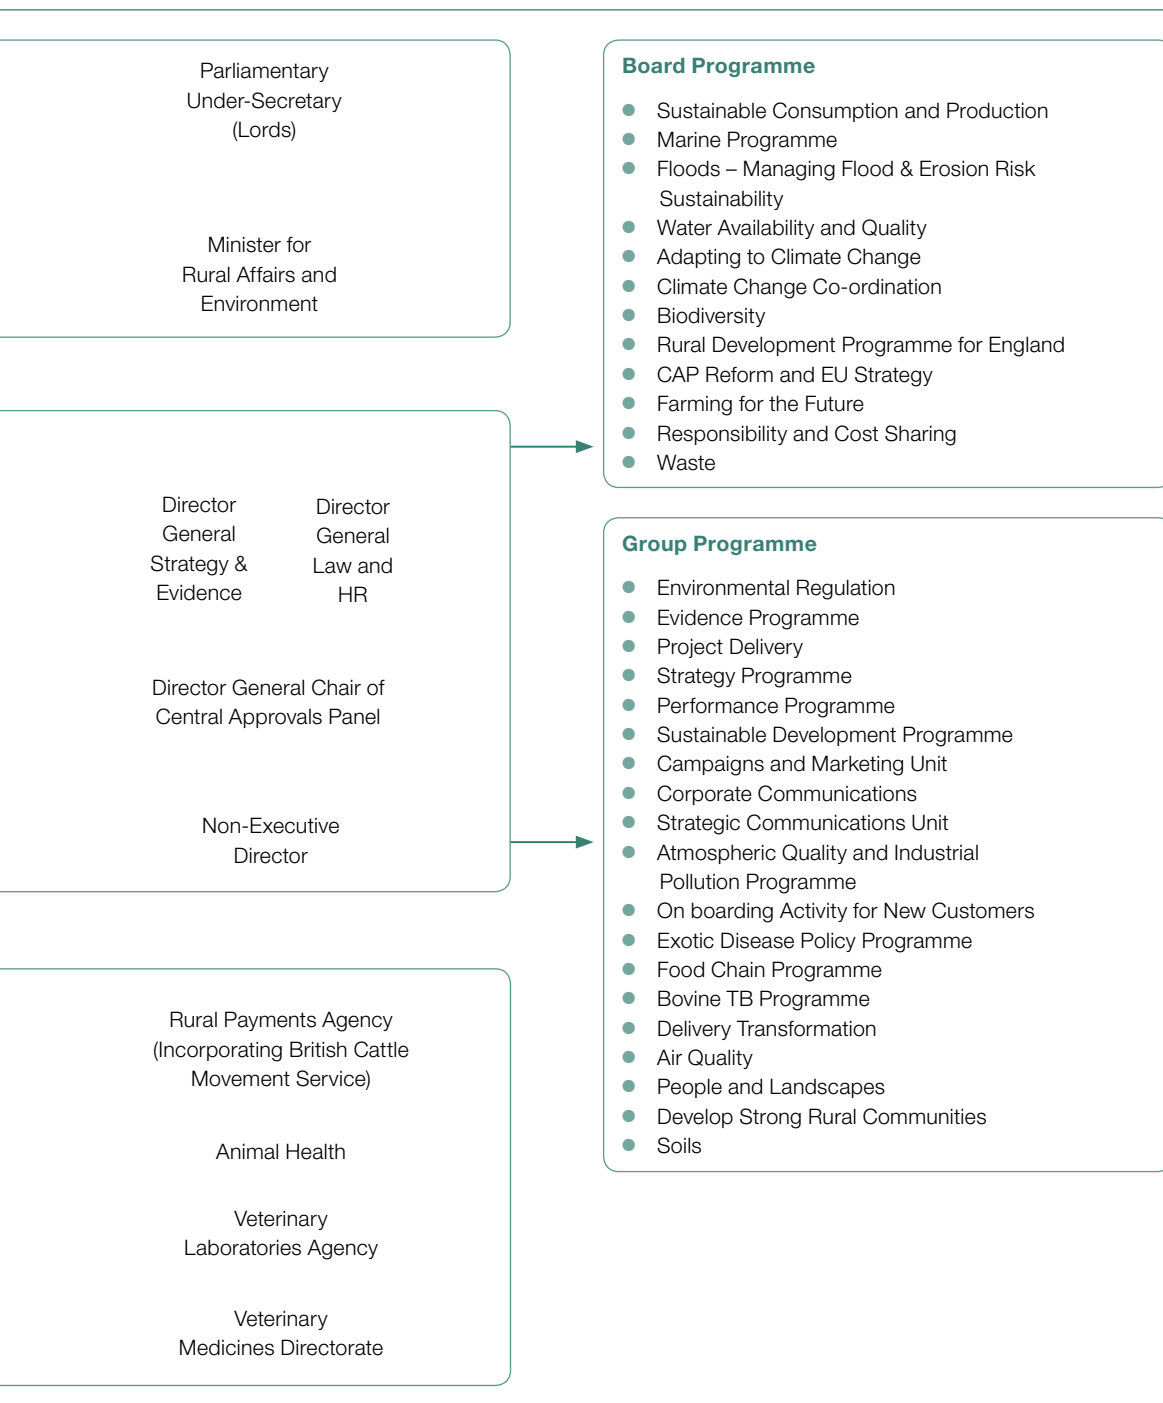 Parliamentary
Under-Secretary
(Lords)
Minister for
Rural Affairs and
Environment
Director
General
Strategy &
Evidence
Director
General
Law and
HR
Director General Chair of
Central Approvals Panel
Non-Executive
Director
Rural Payments Agency
(Incorporating British Cattle
Movement Service)
Animal Health
Veterinary
Laboratories Agency
Veterinary
Medicines Directorate
Board Programme
● Sustainable Consumption and Production
● Marine Programme
● Floods – Managing Flood & Erosion Risk
Sustainability
● Water Availability and Quality
● Adapting to Climate Change
● Climate Change Co-ordination
● Biodiversity
● Rural Development Programme for England
● CAP Reform and EU Strategy
● Farming for the Future
● Responsibility and Cost Sharing
● Waste
Group Programme
● Environmental Regulation
● Evidence Programme
● Project Delivery
● Strategy Programme
● Performance Programme
● Sustainable Development Programme
● Campaigns and Marketing Unit
● Corporate Communications
● Strategic Communications Unit
● Atmospheric Quality and Industrial
Pollution Programme
● On boarding Activity for New Customers
● Exotic Disease Policy Programme
● Food Chain Programme
● Bovine TB Programme
● Delivery Transformation
● Air Quality
● People and Landscapes
● Develop Strong Rural Communities
● Soils